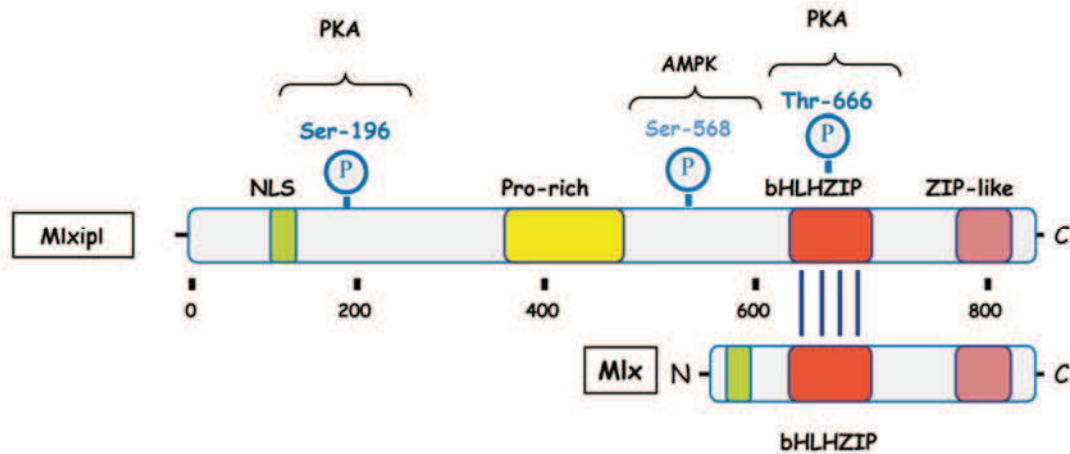 PKA
PKA
AMPK
Ser-196
Ser-568
Thr-666
P
P
P
NLS
Pro-rich
bHLHZIP
ZIP-like
Mlxipl
C
0
200
400
600
800
Mlx
N
C
bHLHZIP